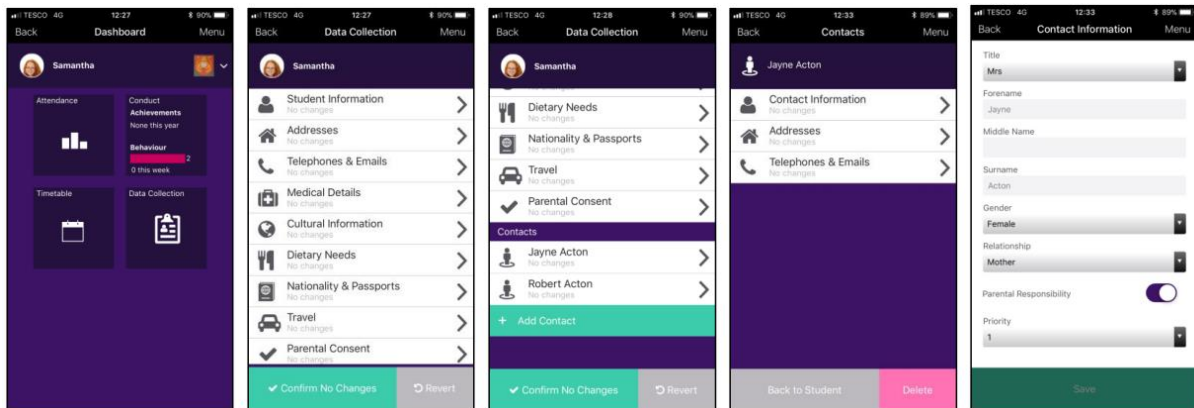 TESCO 4G 12:27 90%
Back Dashboard Menu
Samantha
Attendance
Conduct
Achievements
None this year
Behaviour
2
0 this week
Timetable
Data Collection
TESCO 4G 12:27 90%
Back Data Collection Menu
Samantha
Student Information
No changes
Addresses
No changes
Telephones & Emails
No changes
Medical Details
No changes
Cultural Information
No changes
Dietary Needs
No changes
Nationality & Passports
No changes
Travel
No changes
Parental Consent
No changes
Confirm No Changes Revert
TESCO 4G 12:28 90%
Back Data Collection Menu
Samantha
Dietary Needs
No changes
Nationality & Passports
No changes
Travel
No changes
Parental Consent
No changes
Contacts
Jayne Acton
No changes
Robert Acton
No changes
+ Add Contact
Confirm No Changes Revert
TESCO 4G 12:33 89%
Back Contacts Menu
Jayne Acton
Contact Information
No changes
Addresses
No changes
Telephones & Emails
No changes
Back to Student Delete
TESCO 4G 12:33 89%
Back Contact Information Menu
Title
Mrs
Forename
Jayne
Middle Name
Surname
Acton
Gender
Female
Relationship
Mother
Parental Responsibility
Priority
1
Save